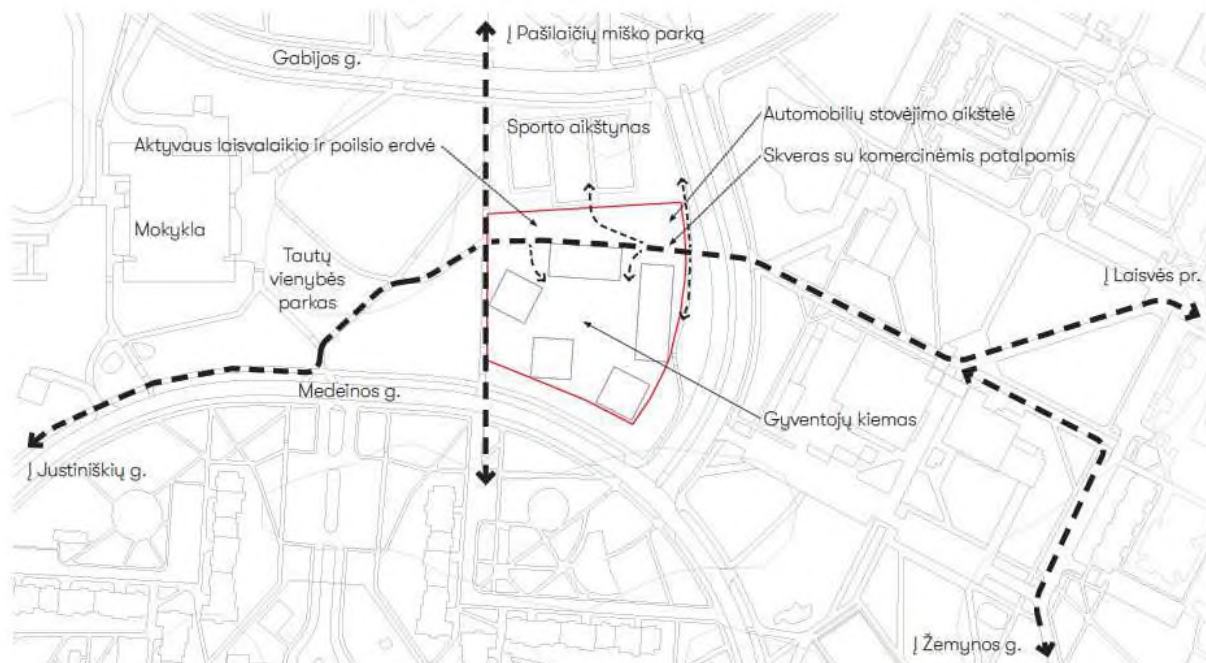 Į Pašilaičių miško parką
Gabijos g.
Sporto aikštynas
Automobilių stovėjimo aikštelė
Aktyvaus laisvalaikio ir poilsio erdvė
Skveras su komercinėmis patalpomis
Mokykla
Tautų
vienybės
parkas
Į Laisvės pr.
Medeinos g.
Gyventojų kiemas
Į Justiniškių g.
Į Žemynos g.